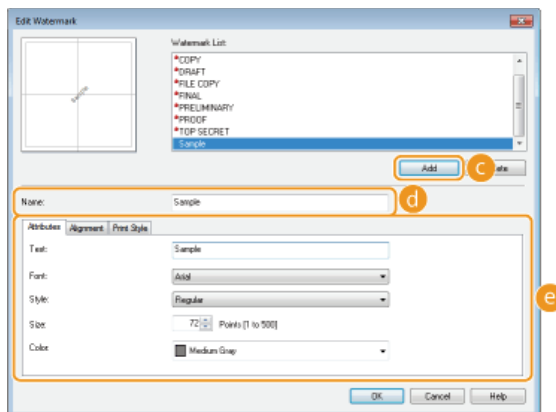 Edit Watermark
Watermark List:
Sample
*COPY
*DRAFT
*FILE COPY
*FINAL
*PRELIMINARY
*PROOF
*TOP SECRET
Sample
Add
c
Name:
Sample
d
Attributes Alignment Print Style
Text:
Sample
Font:
Arial
Style:
Regular
e
Size:
72 Points [1 to 500]
Color:
Medium Gray
OK Cancel Help